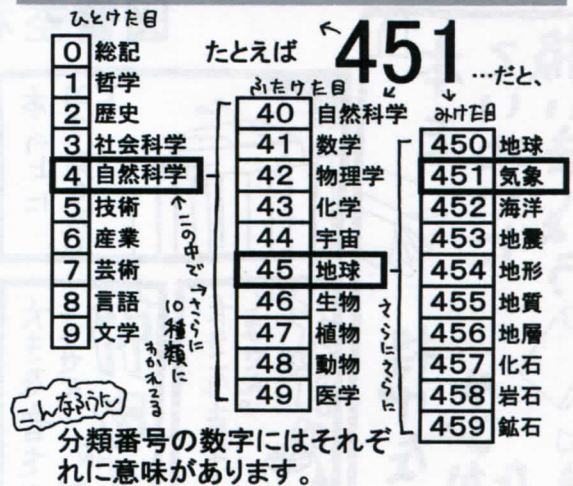 ひとけた目
0 総記
1 哲学
2 歴史
3 社会科学
4 自然科学
5 技術
6 産業
7 芸術
8 言語
9 文学
たとえば
451
…だと、
ふたけた目
40 自然科学
41 数学
42 物理学
43 化学
44 宇宙
45 地球
46 生物
47 植物
48 動物
49 医学
みけた目
450 地球
451 気象
452 海洋
453 地震
454 地形
455 地質
456 地層
457 化石
458 岩石
459 鉱石
この中で
さらに
10種類に
わかれてる
さらにさらに
こんなふうに
分類番号の数字にはそれぞ
れに意味があります。